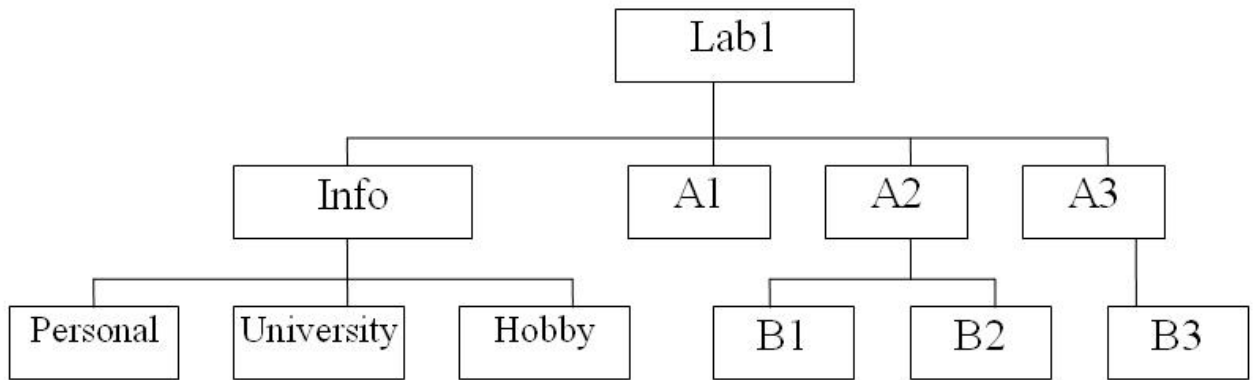 Lab1
Info
A1
A2
A3
Personal
University
Hobby
B1
B2
B3